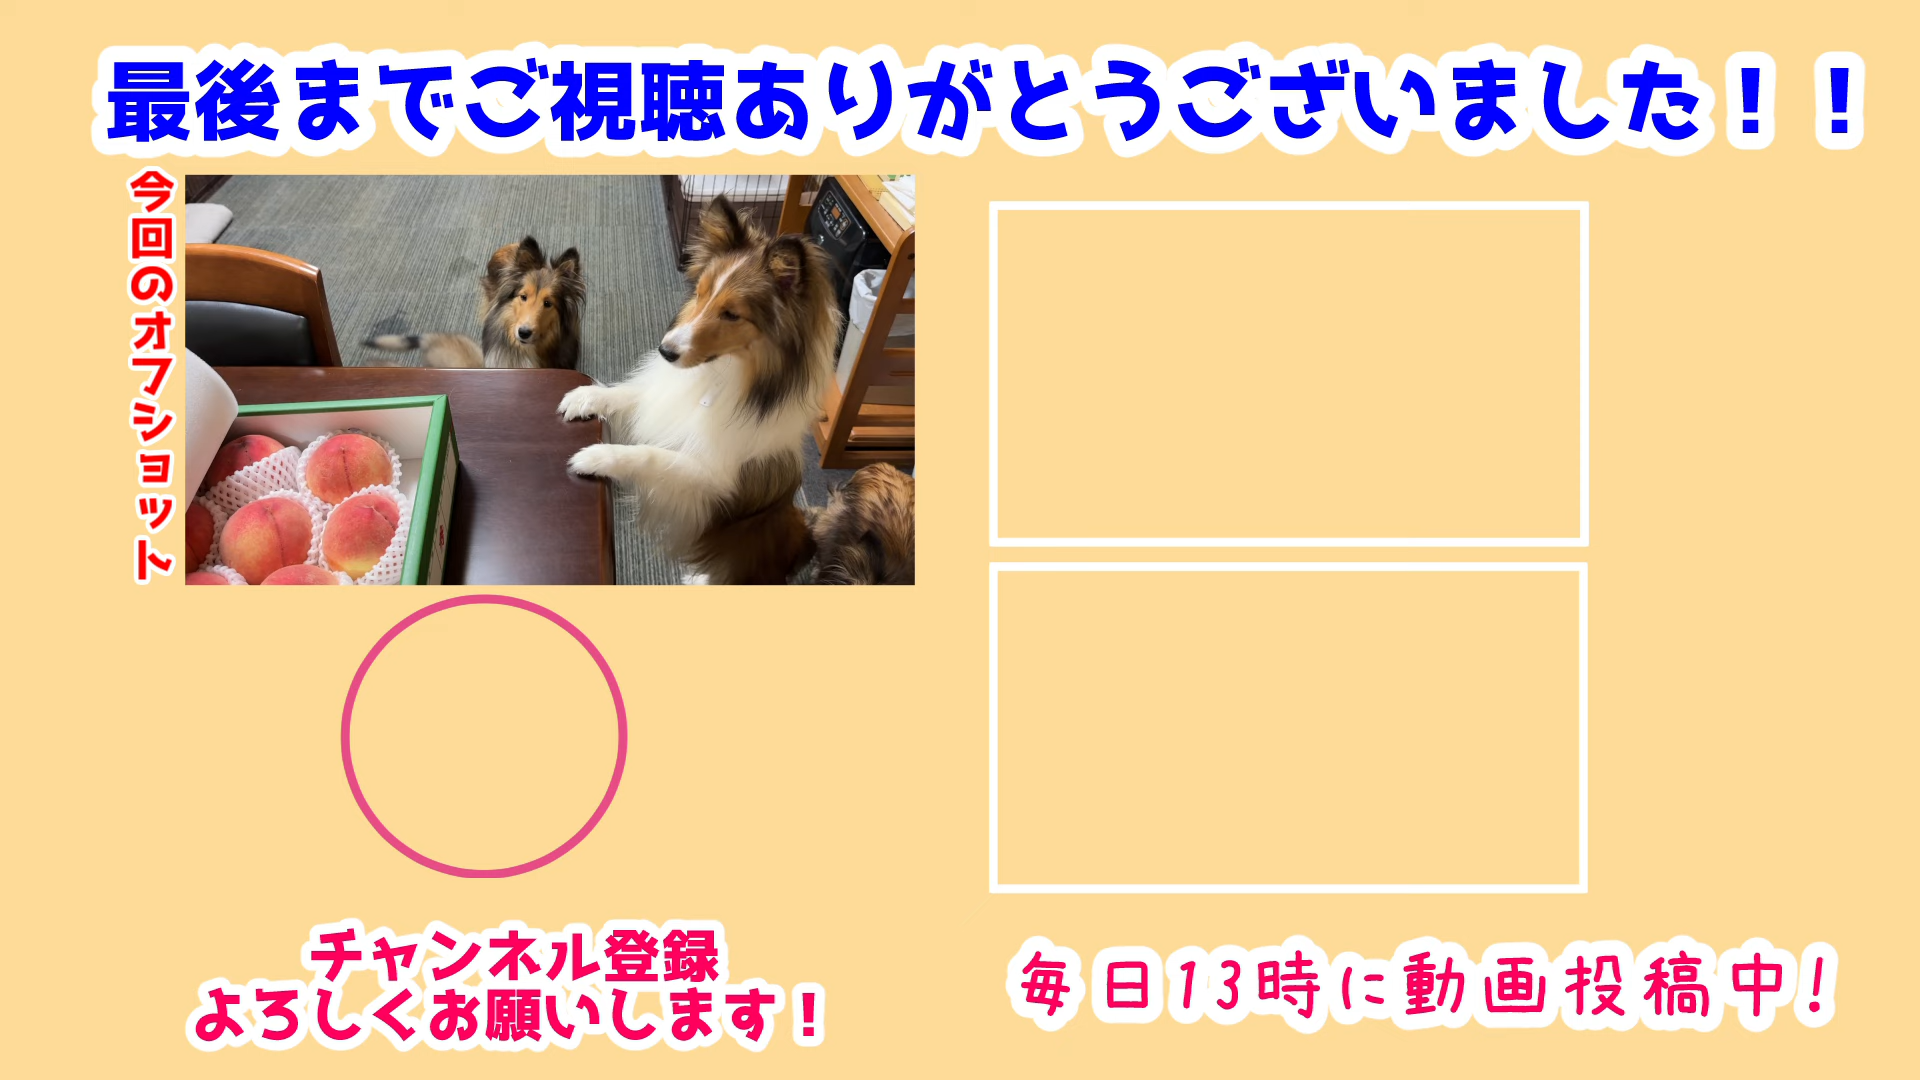 最後までご視聴ありがとうございました！！
今回のオフショット
チャンネル登録
よろしくお願いします！
毎日13時に動画投稿中!